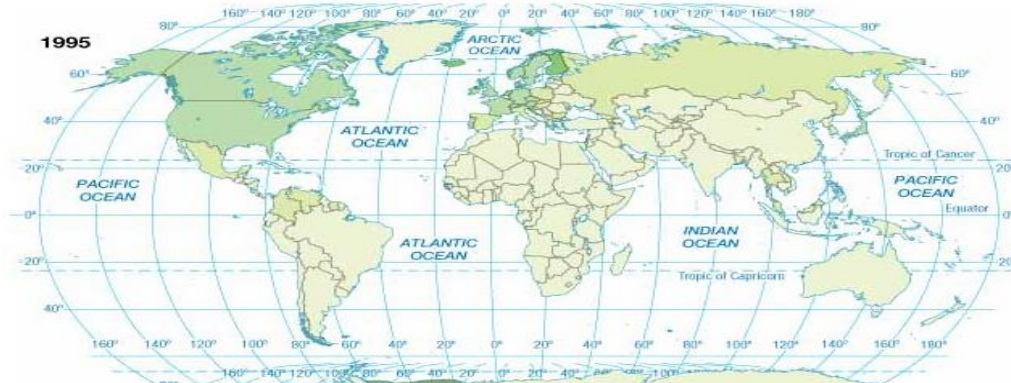 160° 140° 120° 100° 80° 60° 40° 20° 0° 20° 40° 60° 80° 100° 120° 140° 160°
80°
80°
1995
ARCTIC
OCEAN
60°
60°
40°
40°
ATLANTIC
OCEAN
20°
Tropic of Cancer
20°
PACIFIC
OCEAN
PACIFIC
OCEAN
0°
Equator
0°
ATLANTIC
OCEAN
INDIAN
OCEAN
20°
Tropic of Capricorn
20°
40°
40°
160° 140° 120° 100° 80° 60° 40° 20° 0° 20° 40° 60° 80° 100° 120° 140° 160° 180°